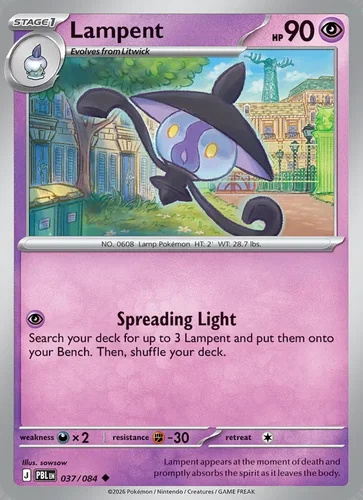 STAGE 1
Lampent
HP 90
Evolves from Litwick
NO. 0608 Lamp Pokémon HT: 2' WT: 28.7 lbs.
Spreading Light
Search your deck for up to 3 Lampent and put them onto
your Bench. Then, shuffle your deck.
weakness ×2 resistance -30 retreat
Illus. sowsow
Lampent appears at the moment of death and
promptly absorbs the spirit as it leaves the body.
J PBL EN 037/084
©2026 Pokémon / Nintendo / Creatures / GAME FREAK